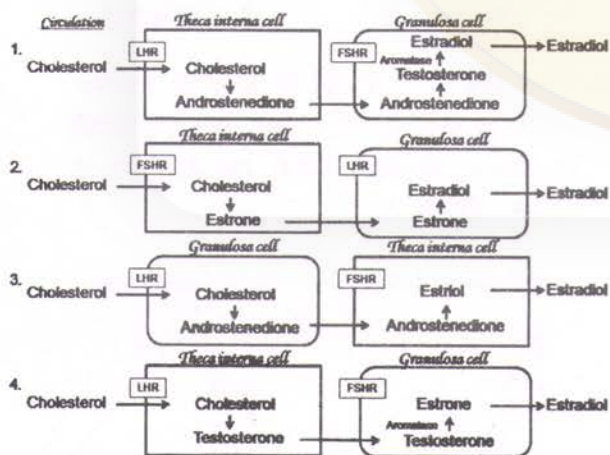 Circulation Theca interna cell Granulosa cell
1. LHR FSHR Estradiol Estradiol
Aromatase
Cholesterol Cholesterol Testosterone
Androstenedione Androstenedione
Theca interna cell Granulosa cell
2. FSHR LHR
Cholesterol Cholesterol Estradiol Estradiol
Estrone Estrone
Granulosa cell Theca interna cell
3. LHR FSHR
Cholesterol Cholesterol Estriol Estradiol
Androstenedione Androstenedione
Theca interna cell Granulosa cell
4. LHR FSHR
Cholesterol Cholesterol Estrone Estradiol
Aromatase
Testosterone Testosterone